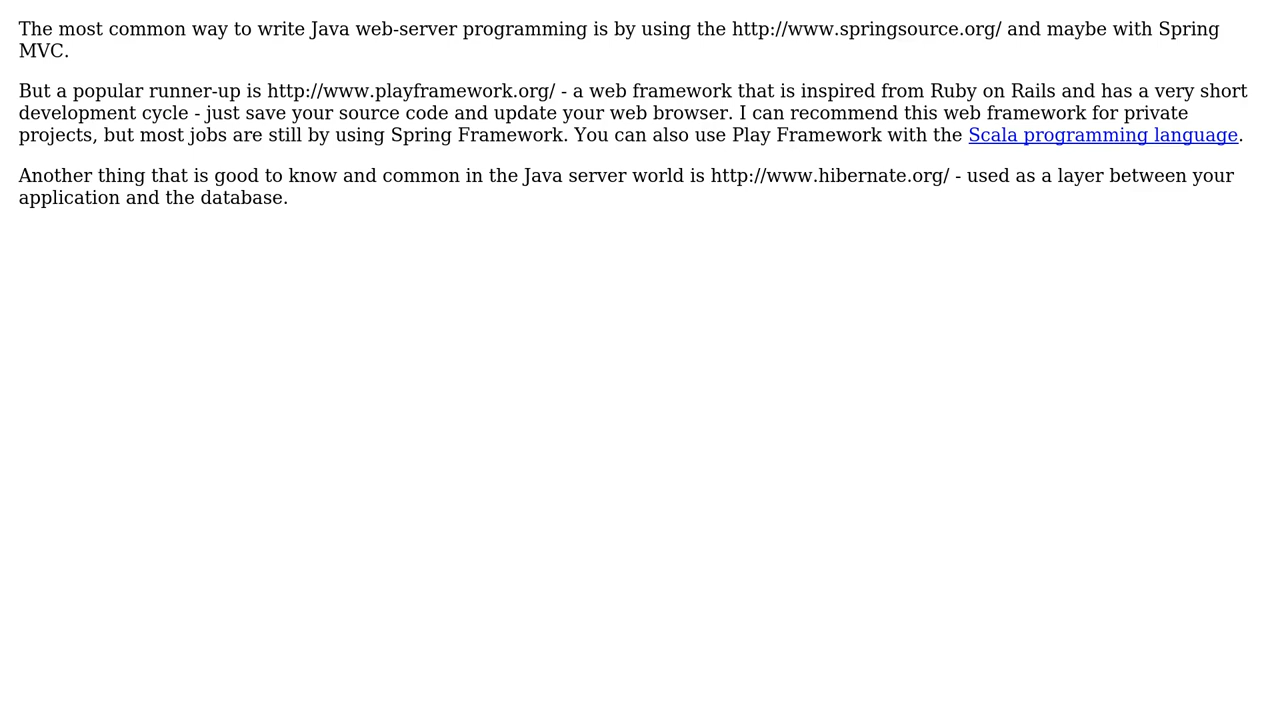 The most common way to write Java web-server programming is by using the http://www.springsource.org/ and maybe with Spring
MVC.
But a popular runner-up is http://www.playframework.org/ - a web framework that is inspired from Ruby on Rails and has a very short
development cycle - just save your source code and update your web browser. I can recommend this web framework for private
projects, but most jobs are still by using Spring Framework. You can also use Play Framework with the Scala programming language.
Another thing that is good to know and common in the Java server world is http://www.hibernate.org/ - used as a layer between your
application and the database.